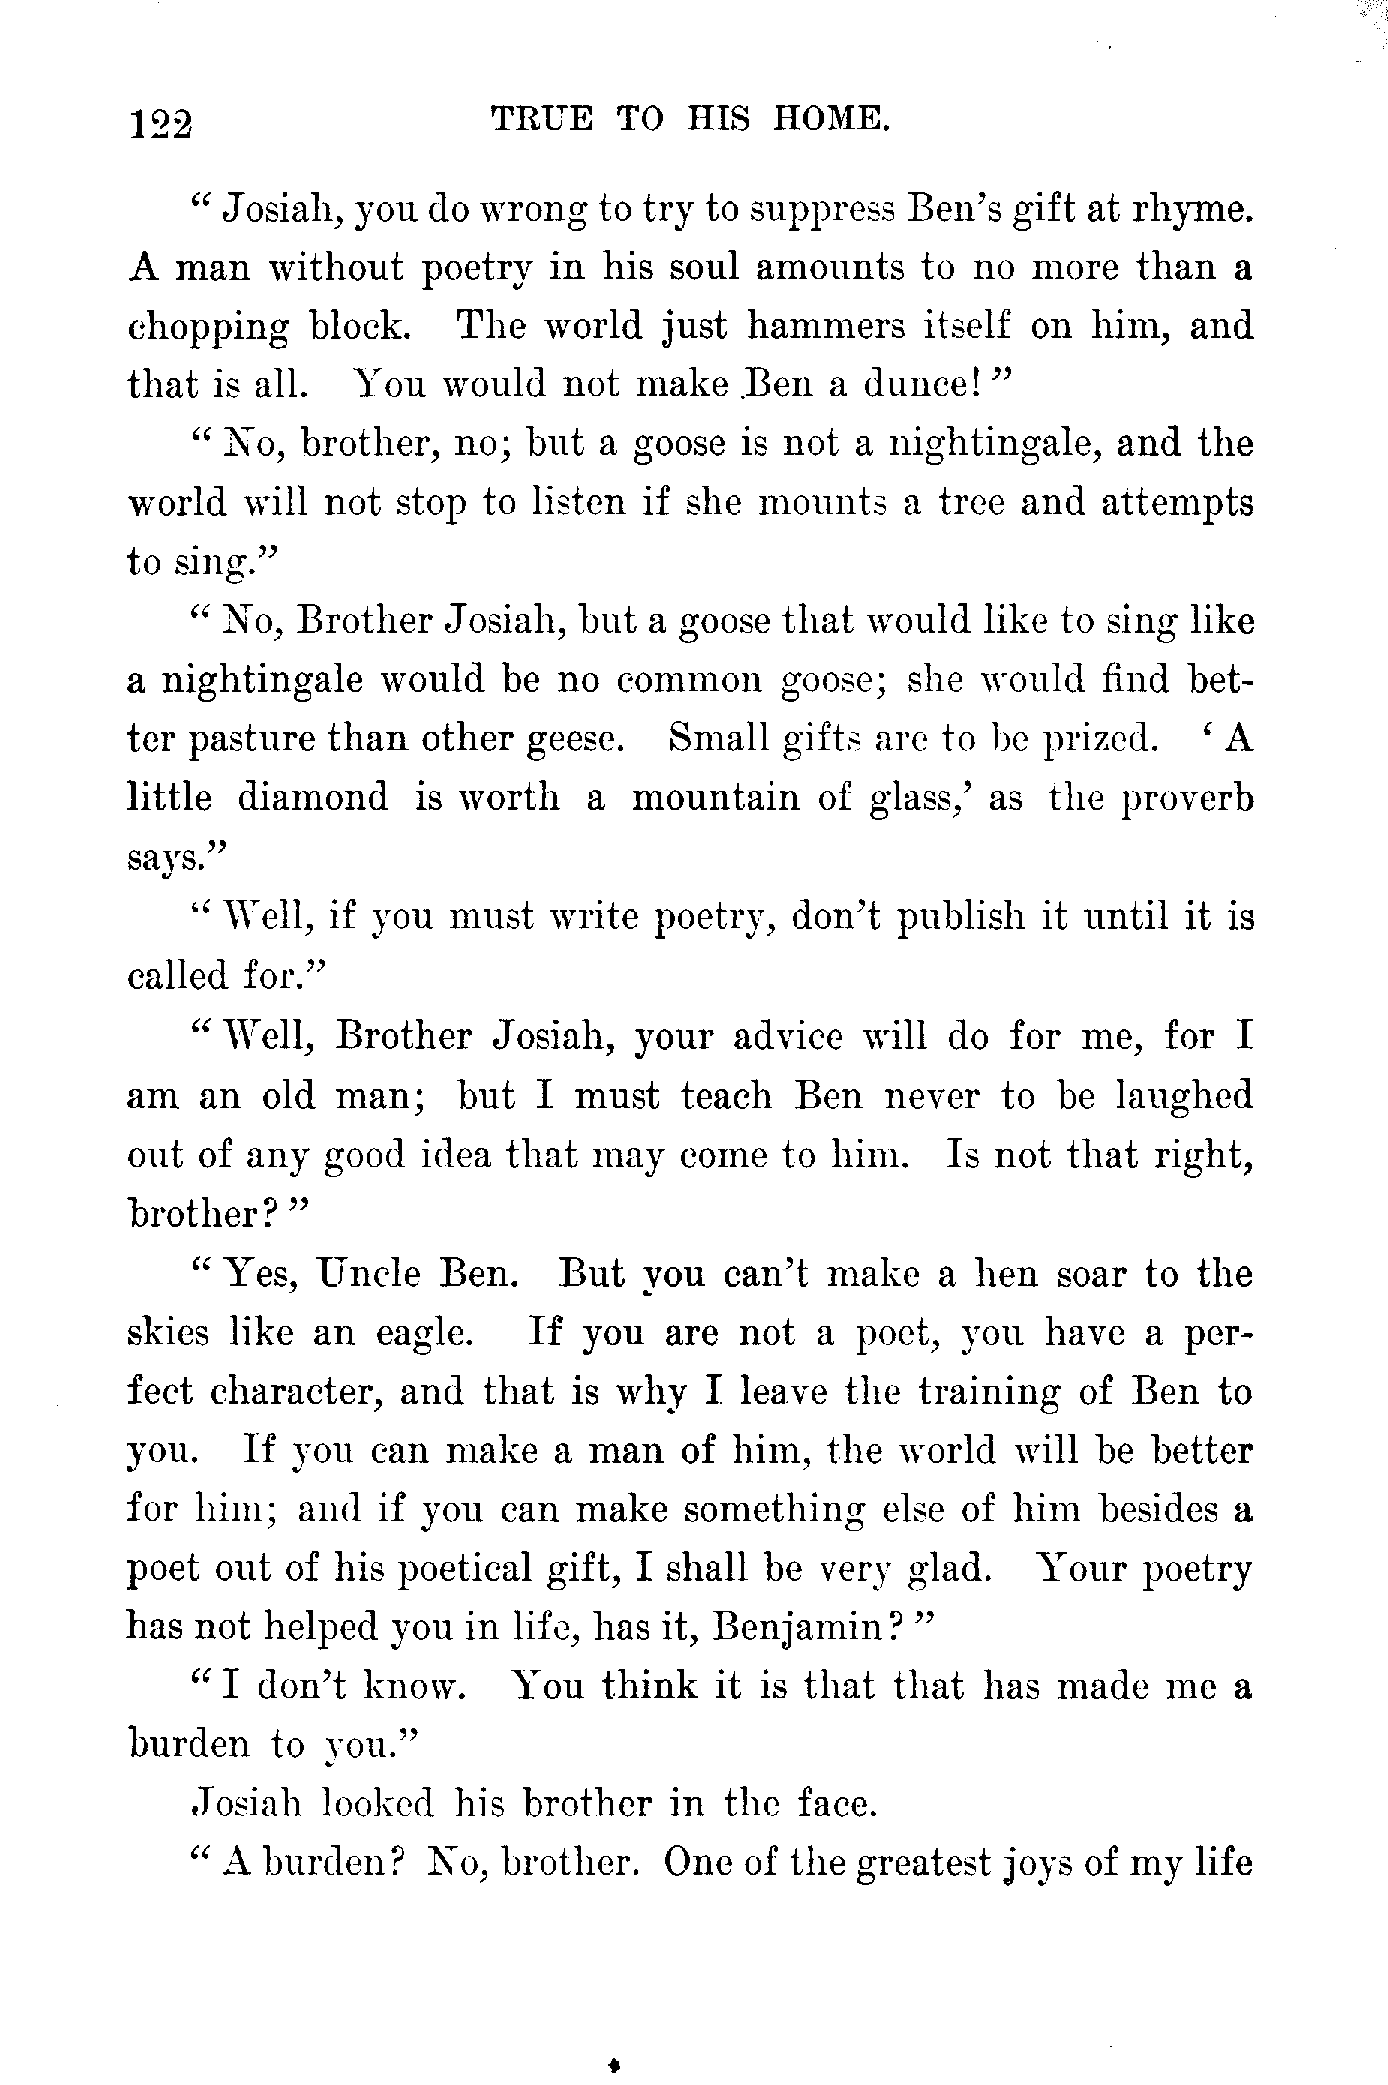 122 TRUE TO HIS HOME.
“ Josiah, you do wrong to try to suppress Ben’s gift at rhyme.
A man without poetry in his soul amounts to no more than a
chopping block. The world just hammers itself on him, and
that is all. You would not make Ben a dunce! ”
“ No, brother, no; but a goose is not a nightingale, and the
world will not stop to listen if she mounts a tree and attempts
to sing.”
“ No, Brother Josiah, but a goose that would like to sing like
a nightingale would be no common goose; she would find bet-
ter pasture than other geese. Small gifts are to be prized. ‘ A
little diamond is worth a mountain of glass,’ as the proverb
says.”
“ Well, if you must write poetry, don’t publish it until it is
called for.”
“ Well, Brother Josiah, your advice will do for me, for I
am an old man; but I must teach Ben never to be laughed
out of any good idea that may come to him. Is not that right,
brother? ”
“ Yes, Uncle Ben. But you can’t make a hen soar to the
skies like an eagle. If you are not a poet, you have a per-
fect character, and that is why I leave the training of Ben to
you. If you can make a man of him, the world will be better
for him; and if you can make something else of him besides a
poet out of his poetical gift, I shall be very glad. Your poetry
has not helped you in life, has it, Benjamin? ”
“ I don’t know. You think it is that that has made me a
burden to you.”
Josiah looked his brother in the face.
“ A burden? No, brother. One of the greatest joys of my life